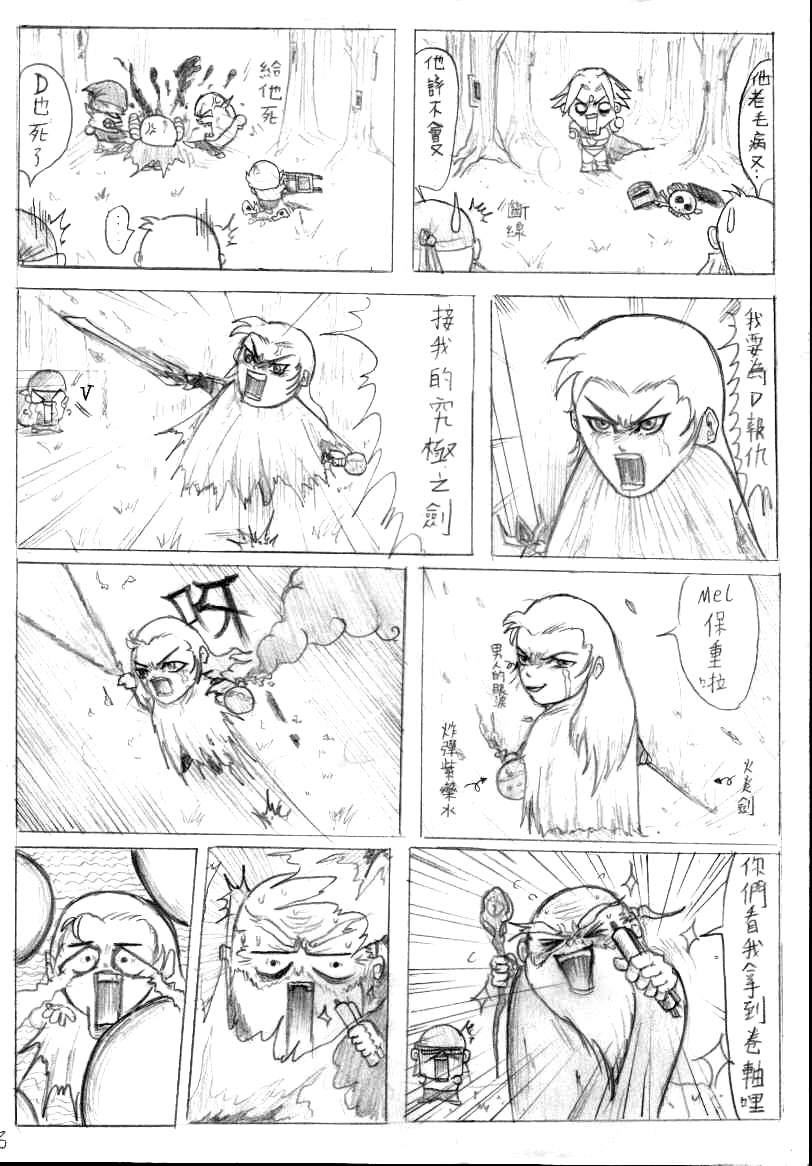 他老毛病又…
他許不會又
斷線
給他死
D也死了
…
我要為D報仇
接我的究極之劍
V
Mel保重啦
男人的眼淚
火炎劍
炸彈紫藥水
呀
你們看我拿到卷軸哩